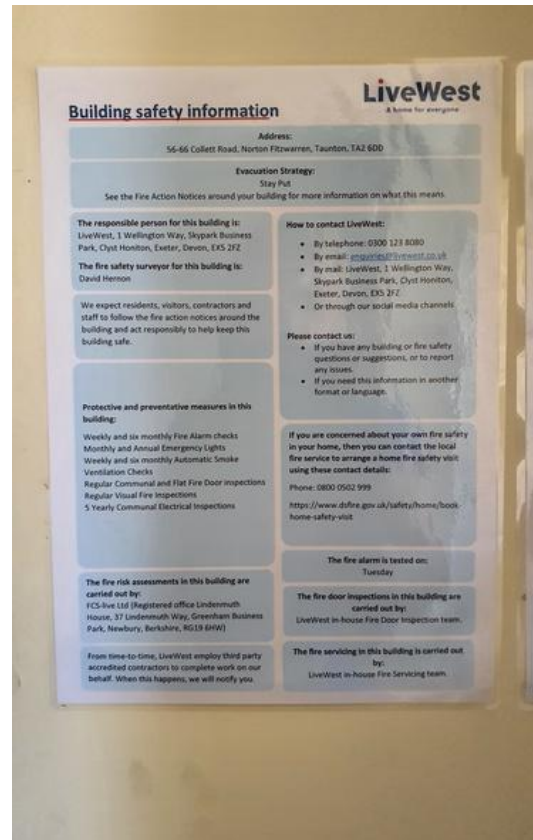 LiveWest
A home for everyone
Building safety information
Address:
56-66 Collett Road, Norton Fitzwarren, Taunton, TA2 6DD
Evacuation Strategy:
Stay Put
See the Fire Action Notices around your building for more information on what this means.
The responsible person for this building is:
LiveWest, 1 Wellington Way, Skypark Business
Park, Clyst Honiton, Exeter, Devon, EX5 2FZ
The fire safety surveyor for this building is:
David Hernon
We expect residents, visitors, contractors and
staff to follow the fire action notices around the
building and act responsibly to help keep this
building safe.
Protective and preventative measures in this
building:
Weekly and six monthly Fire Alarm checks
Monthly and Annual Emergency Lights
Weekly and six monthly Automatic Smoke
Ventilation Checks
Regular Communal and Flat Fire Door inspections
Regular Visual Fire Inspections
5 Yearly Communal Electrical Inspections
The fire risk assessments in this building are
carried out by:
FCS-live Ltd (Registered office Lindenmuth
House, 37 Lindenmuth Way, Greenham Business
Park, Newbury, Berkshire, RG19 6HW)
From time-to-time, LiveWest employ third party
accredited contractors to complete work on our
behalf. When this happens, we will notify you.
How to contact LiveWest:
• By telephone: 0300 123 8080
• By email: enquiries@livewest.co.uk
• By mail: LiveWest, 1 Wellington Way,
Skypark Business Park, Clyst Honiton,
Exeter, Devon, EX5 2FZ
• Or through our social media channels.
Please contact us:
• If you have any building or fire safety
questions or suggestions, or to report
any issues.
• If you need this information in another
format or language.
If you are concerned about your own fire safety
in your home, then you can contact the local
fire service to arrange a home fire safety visit
using these contact details:
Phone: 0800 0502 999
https://www.dsfire.gov.uk/safety/home/book-
home-safety-visit
The fire alarm is tested on:
Tuesday
The fire door inspections in this building are
carried out by:
LiveWest in-house Fire Door Inspection team.
The fire servicing in this building is carried out
by:
LiveWest in-house Fire Servicing team.